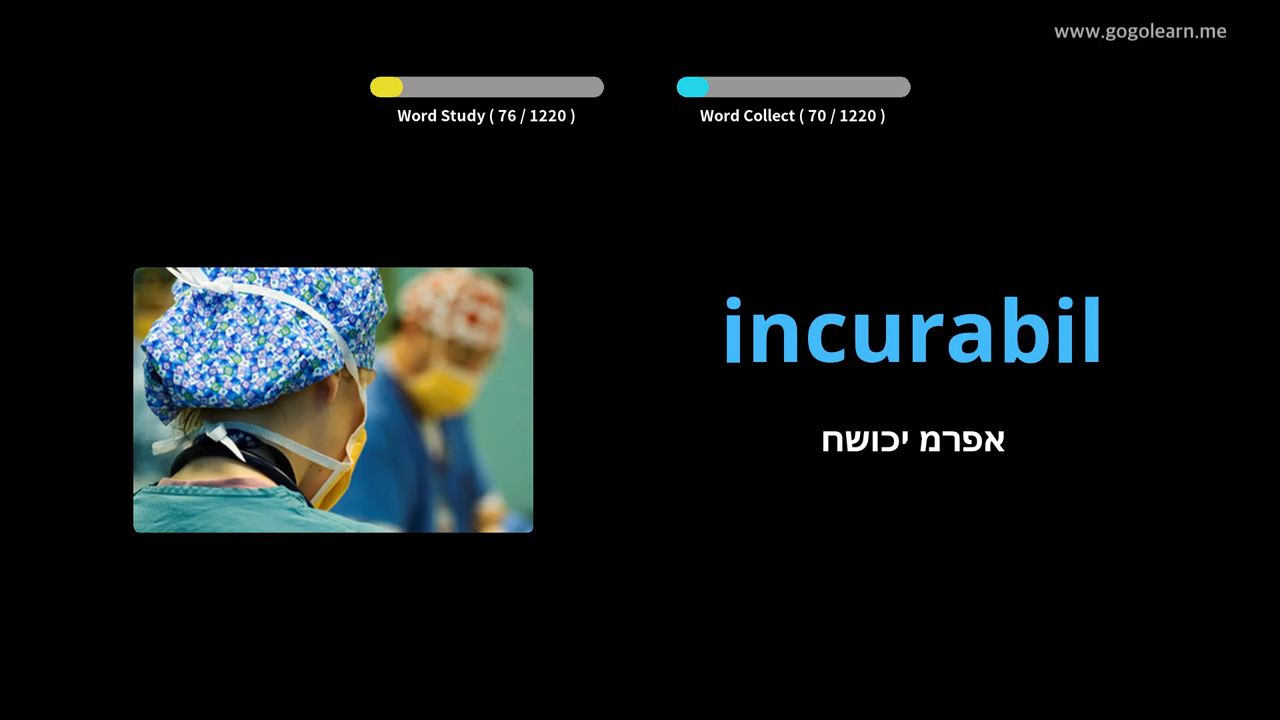 www.gogolearn.me
Word Study ( 76 / 1220 )
Word Collect ( 70 / 1220 )
incurabil
אפרמ יכושח